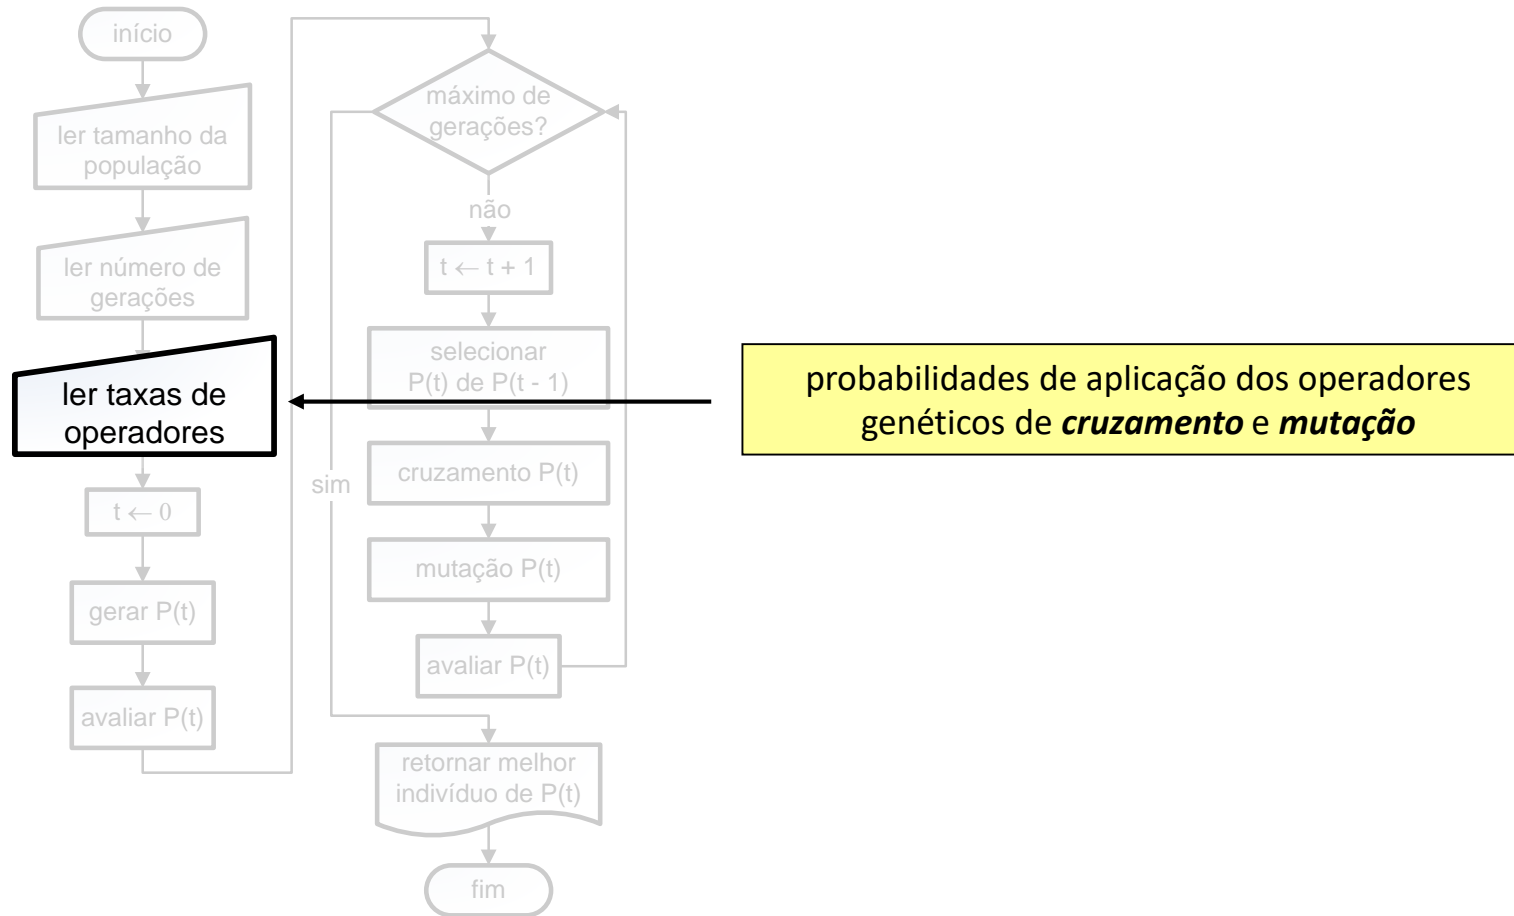 início
ler tamanho da
população
ler número de
gerações
ler taxas de
operadores
t ← 0
gerar P(t)
avaliar P(t)
máximo de
gerações?
não
sim
t ← t + 1
selecionar
P(t) de P(t - 1)
cruzamento P(t)
mutação P(t)
avaliar P(t)
retornar melhor
indivíduo de P(t)
fim
probabilidades de aplicação dos operadores
genéticos de cruzamento e mutação